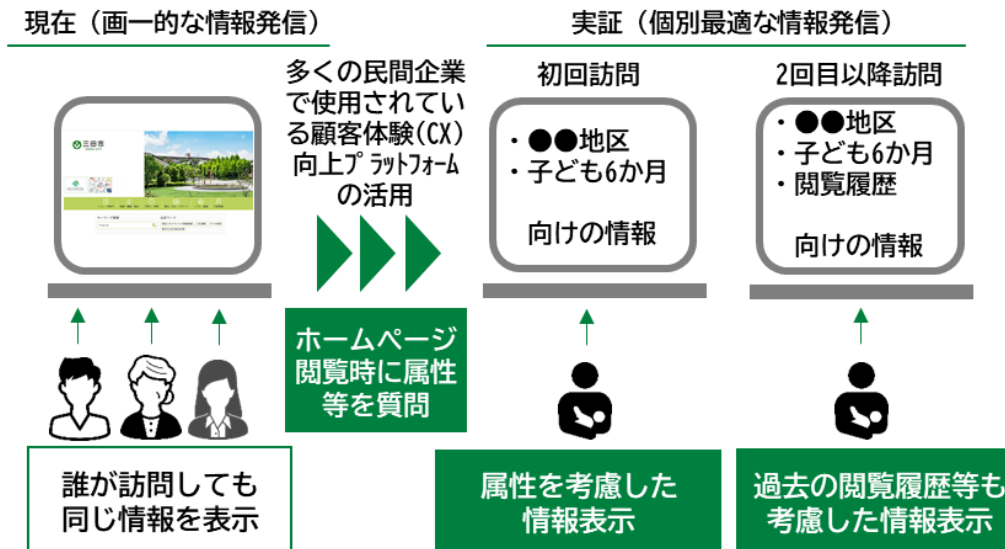 現在（画一的な情報発信）
実証（個別最適な情報発信）
多くの民間企業
で使用されてい
る顧客体験(CX)
向上ﾌﾟﾗｯﾄﾌｫｰﾑ
の活用
初回訪問
2回目以降訪問
三田市
・●●地区
・子ども6か月
向けの情報
・●●地区
・子ども6か月
・閲覧履歴
向けの情報
ホームページ
閲覧時に属性
等を質問
誰が訪問しても
同じ情報を表示
属性を考慮した
情報表示
過去の閲覧履歴等も
考慮した情報表示